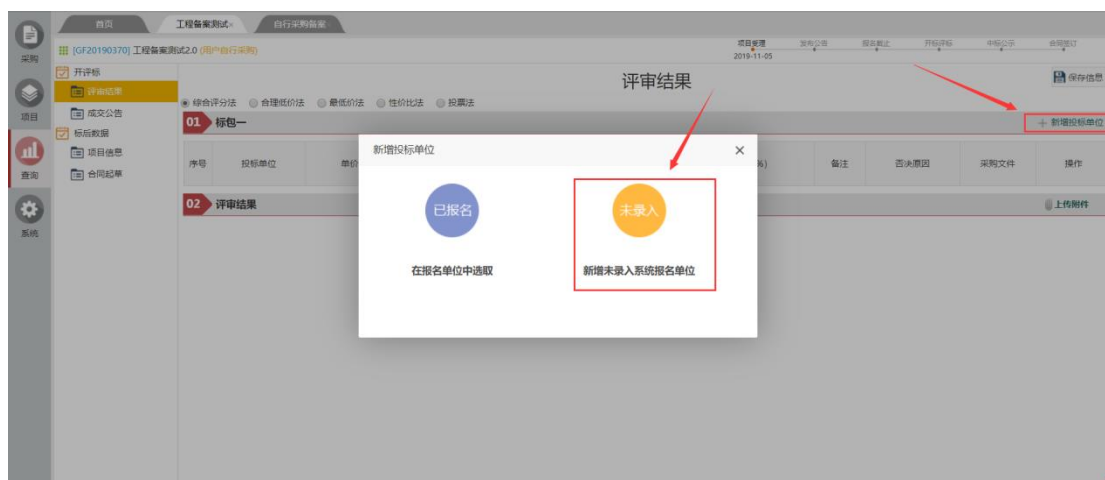 首页
工程备案测试×
自行采购备案×
采购
项目
查询
系统
[GF20190370] 工程备案测试2.0 (用户自行采购)
项目受理
2019-11-05
发布公告
报名截止
开标评标
中标公示
合同签订
开评标
评审结果
成交公告
标后数据
项目信息
合同起草
评审结果
保存信息
综合评分法 合理低价法 最低价法 性价比法 投票法
01 标包一
+ 新增投标单位
序号 投标单位 单价 %) 备注 否决原因 采购文件 操作
02 评审结果
上传附件
新增投标单位 ×
已报名
未录入
在报名单位中选取
新增未录入系统报名单位